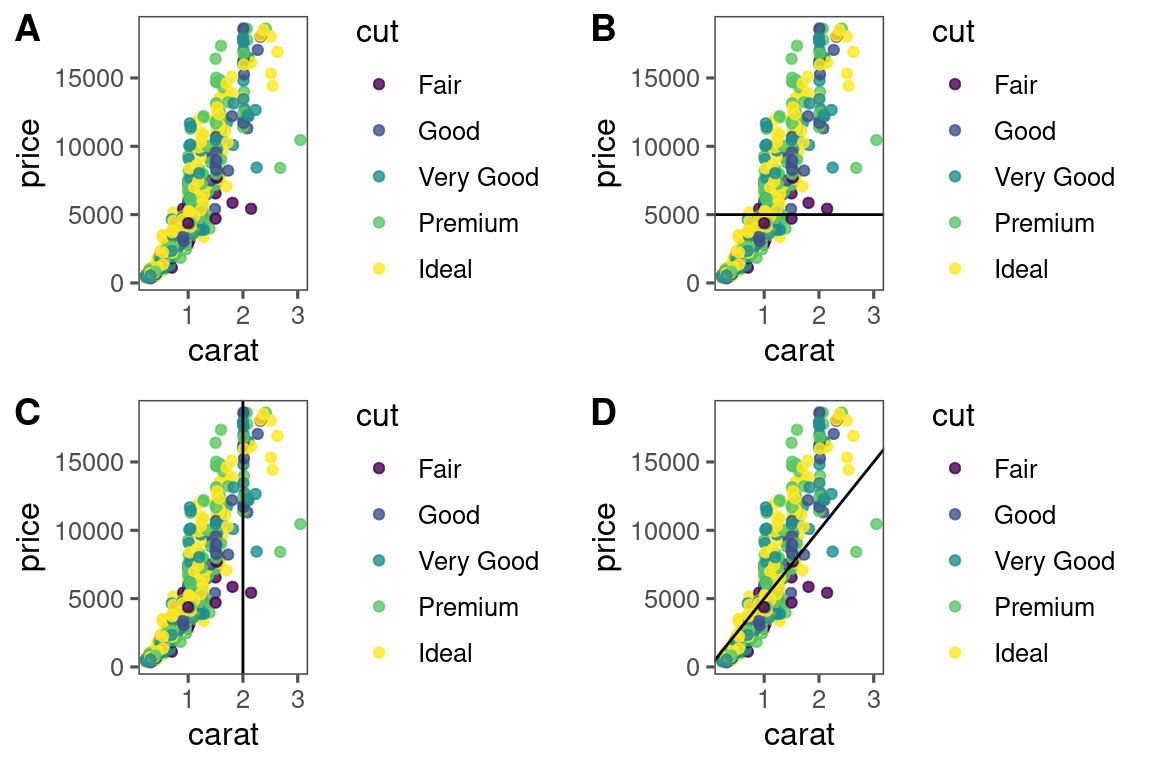 A
cut
Fair
Good
Very Good
Premium
Ideal
price
15000
10000
5000
0
1 2 3
carat
B
cut
Fair
Good
Very Good
Premium
Ideal
price
15000
10000
5000
0
1 2 3
carat
C
cut
Fair
Good
Very Good
Premium
Ideal
price
15000
10000
5000
0
1 2 3
carat
D
cut
Fair
Good
Very Good
Premium
Ideal
price
15000
10000
5000
0
1 2 3
carat